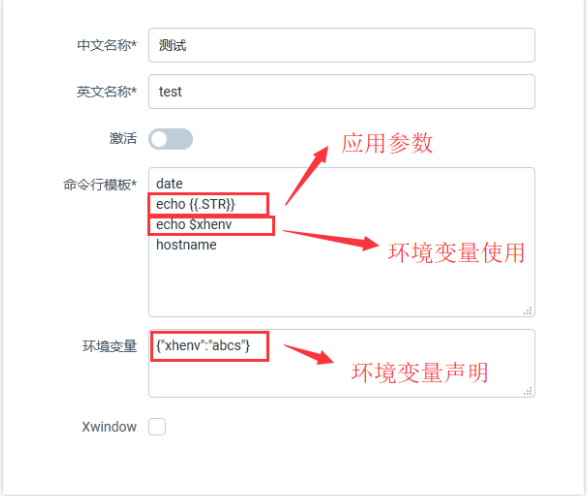 中文名称* 测试
英文名称* test
激活
应用参数
命令行模板* date
echo {{.STR}}
echo $xhenv
hostname
环境变量使用
环境变量 {"xhenv":"abcs"}
环境变量声明
Xwindow